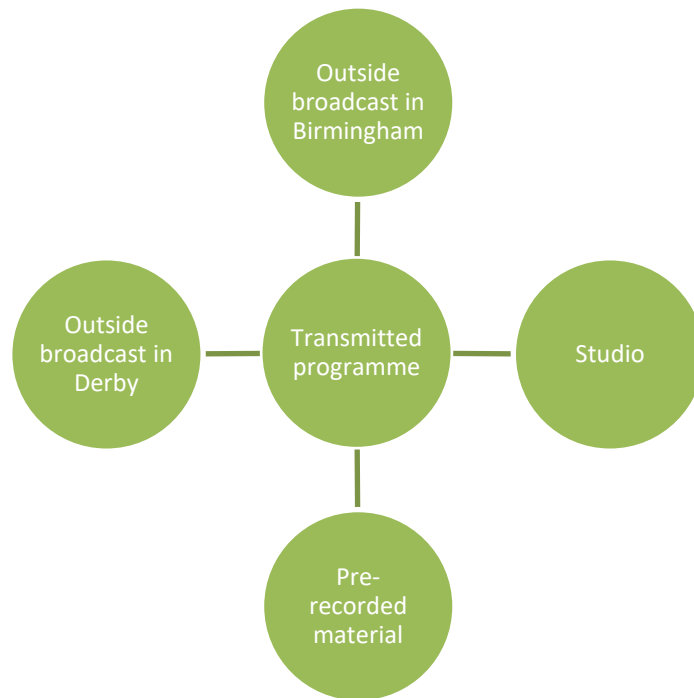 Outside
broadcast in
Birmingham
Outside
broadcast in
Derby
Transmitted
programme
Studio
Pre-
recorded
material